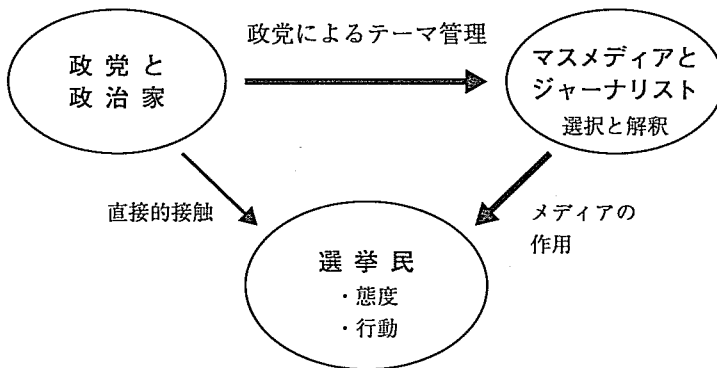 政党によるテーマ管理
政党と
政治家
マスメディアと
ジャーナリスト
選択と解釈
直接的接触
メディアの
作用
選挙民
・態度
・行動